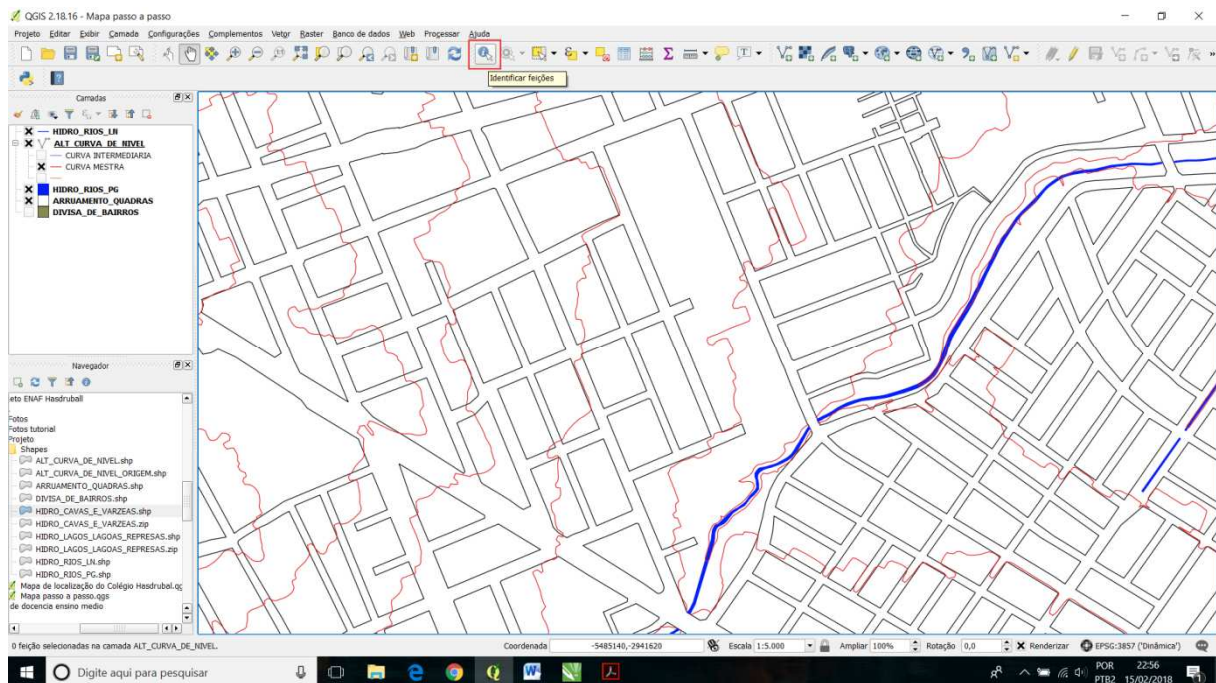 QGIS 2.18.16 - Mapa passo a passo
Projeto Editar Exibir Camada Configurações Complementos Vetor Raster Banco de dados Web Processar Ajuda
Identificar feições
Camadas
HIDRO_RIOS_LN
ALT_CURVA_DE_NIVEL
CURVA INTERMEDIARIA
CURVA MESTRA
HIDRO_RIOS_PG
ARRUAMENTO_QUADRAS
DIVISA_DE_BAIRROS
Navegador
eto ENAF Hasdruball
Fotos
Fotos tutorial
Projeto
Shapes
ALT_CURVA_DE_NIVEL.shp
ALT_CURVA_DE_NIVEL_ORIGEM.shp
ARRUAMENTO_QUADRAS.shp
DIVISA_DE_BAIRROS.shp
HIDRO_CAVAS_E_VARZEAS.shp
HIDRO_CAVAS_E_VARZEAS.zip
HIDRO_LAGOS_LAGOAS_REPRESAS.shp
HIDRO_LAGOS_LAGOAS_REPRESAS.zip
HIDRO_RIOS_LN.shp
HIDRO_RIOS_PG.shp
Mapa de localização do Colégio Hasdrubal.qg
Mapa passo a passo.qgs
de docencia ensino medio
0 feição selecionadas na camada ALT_CURVA_DE_NIVEL. Coordenada -5485140,-2941620 Escala 1:5.000 Ampliar 100% Rotação 0,0 Renderizar EPSG:3857 ('Dinâmica')
Digite aqui para pesquisar
POR 22:56
PTB2 15/02/2018